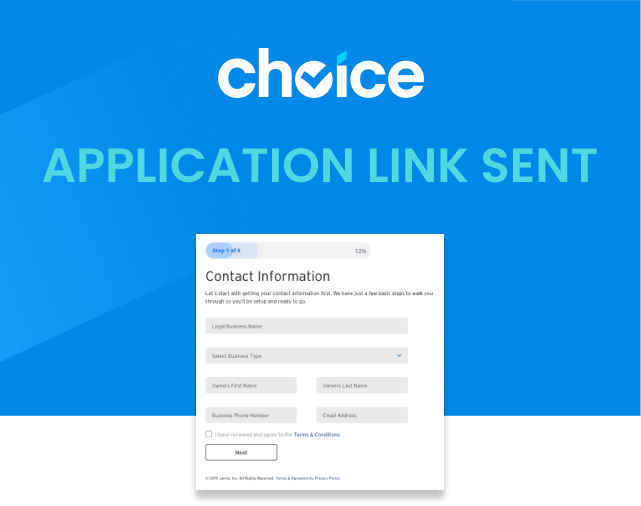 choice
APPLICATION LINK SENT
Step 1 of 6 12%
Contact Information
Let's start with getting your contact information first. We have just a few basic steps to walk you
through so you'll be setup and ready to go.
Legal Business Name
Select Business Type
Owners First Name Owners Last Name
Business Phone Number Email Address
I have reviewed and agree to the Terms & Conditions.
Next
© 2019 Jamis, Inc. All Rights Reserved. Terms & Agreements. Privacy Policy.